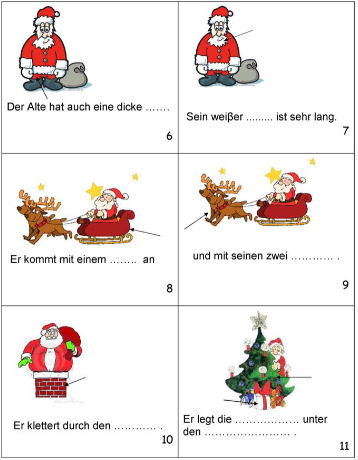 Der Alte hat auch eine dicke …….
6
Sein weißer ......... ist sehr lang.
7
Er kommt mit einem …….. an
8
und mit seinen zwei ………… .
9
Er klettert durch den ………… .
10
Er legt die ……………… unter
den …………………… .
11